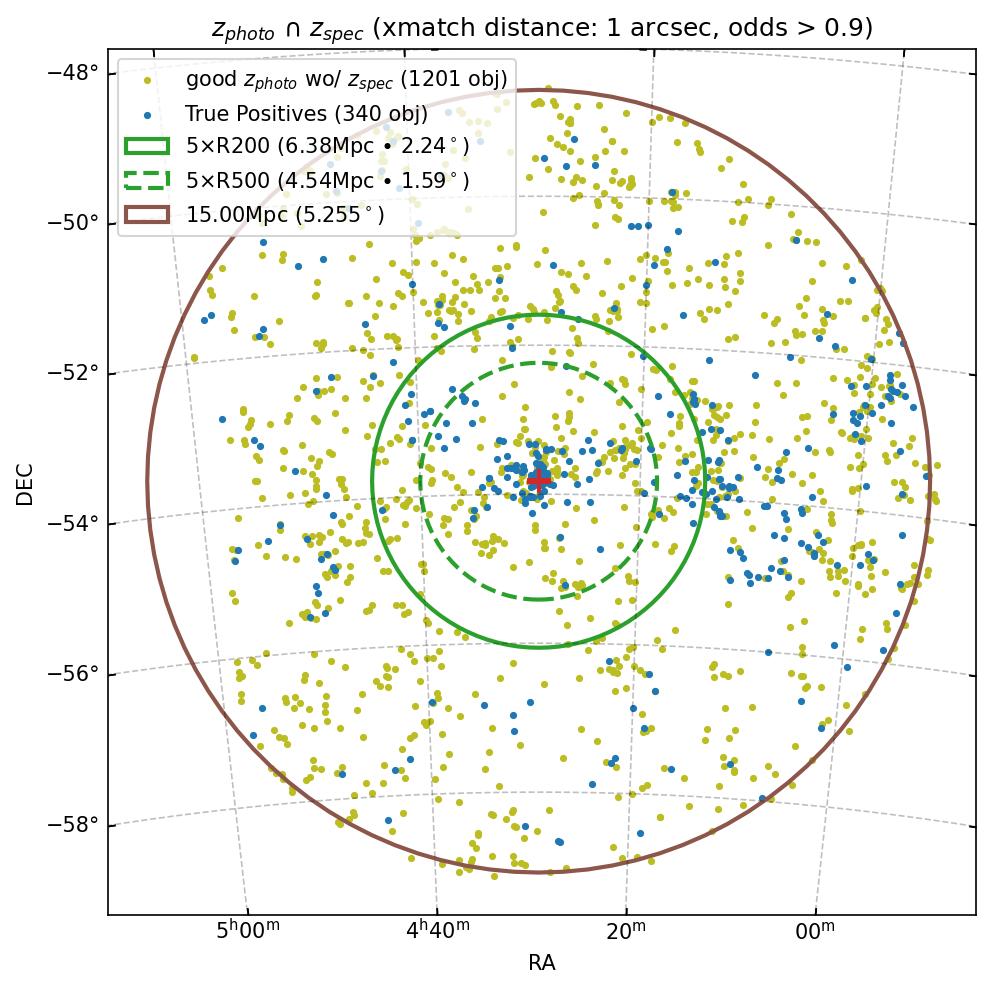 z_photo ∩ z_spec (xmatch distance: 1 arcsec, odds > 0.9)
good z_photo wo/ z_spec (1201 obj)
True Positives (340 obj)
5×R200 (6.38Mpc • 2.24°)
5×R500 (4.54Mpc • 1.59°)
15.00Mpc (5.255°)
−48°
−50°
−52°
−54°
−56°
−58°
DEC
5ʰ00ᵐ
4ʰ40ᵐ
20ᵐ
00ᵐ
RA